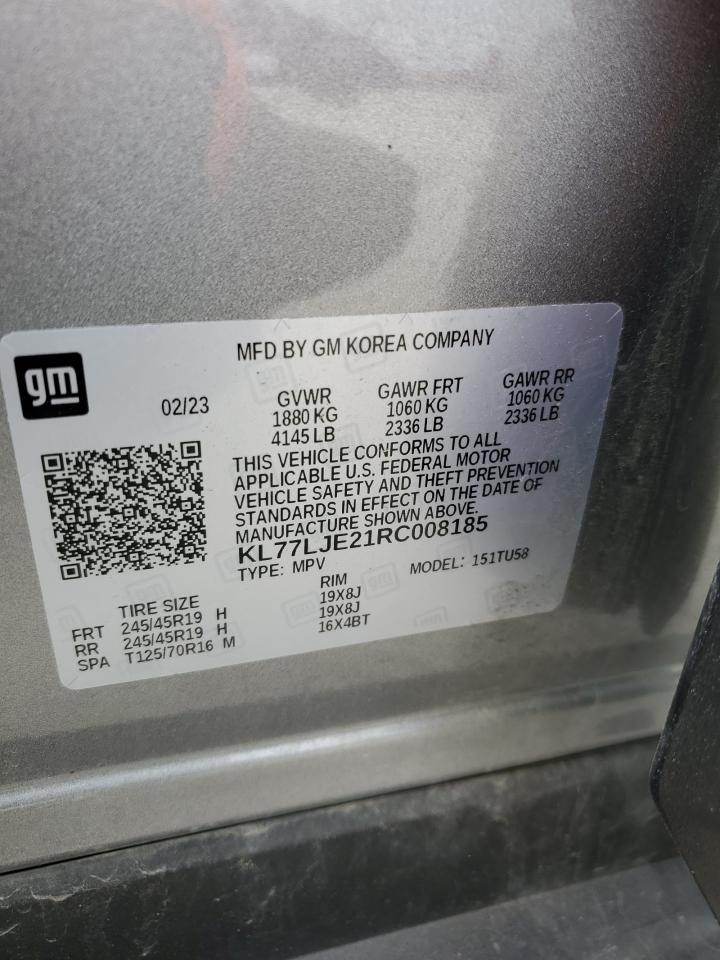 MFD BY GM KOREA COMPANY
gm
02/23
GVWR
1880 KG
4145 LB
GAWR FRT
1060 KG
2336 LB
GAWR RR
1060 KG
2336 LB
THIS VEHICLE CONFORMS TO ALL
APPLICABLE U.S. FEDERAL MOTOR
VEHICLE SAFETY AND THEFT PREVENTION
STANDARDS IN EFFECT ON THE DATE OF
MANUFACTURE SHOWN ABOVE.
KL77LJE21RC008185
TYPE: MPV MODEL: 151TU58
TIRE SIZE RIM
FRT 245/45R19 H 19X8J
RR 245/45R19 H 19X8J
SPA T125/70R16 M 16X4BT